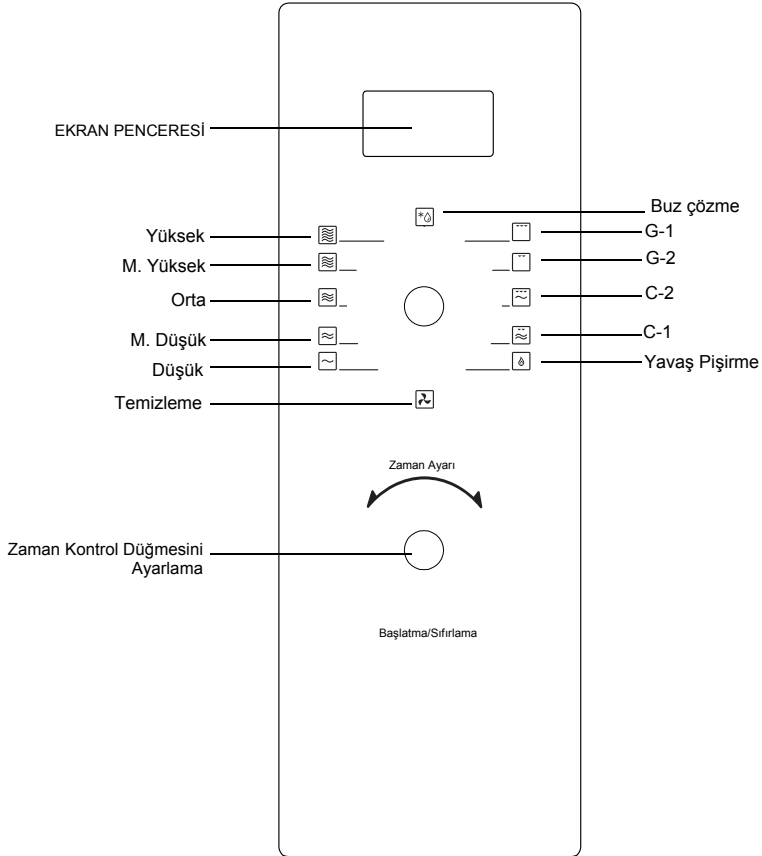 EKRAN PENCERESİ
Buz çözme
Yüksek
G-1
M. Yüksek
G-2
Orta
C-2
M. Düşük
C-1
Düşük
Yavaş Pişirme
Temizleme
Zaman Ayarı
Zaman Kontrol Düğmesini
Ayarlama
Başlatma/Sıfırlama